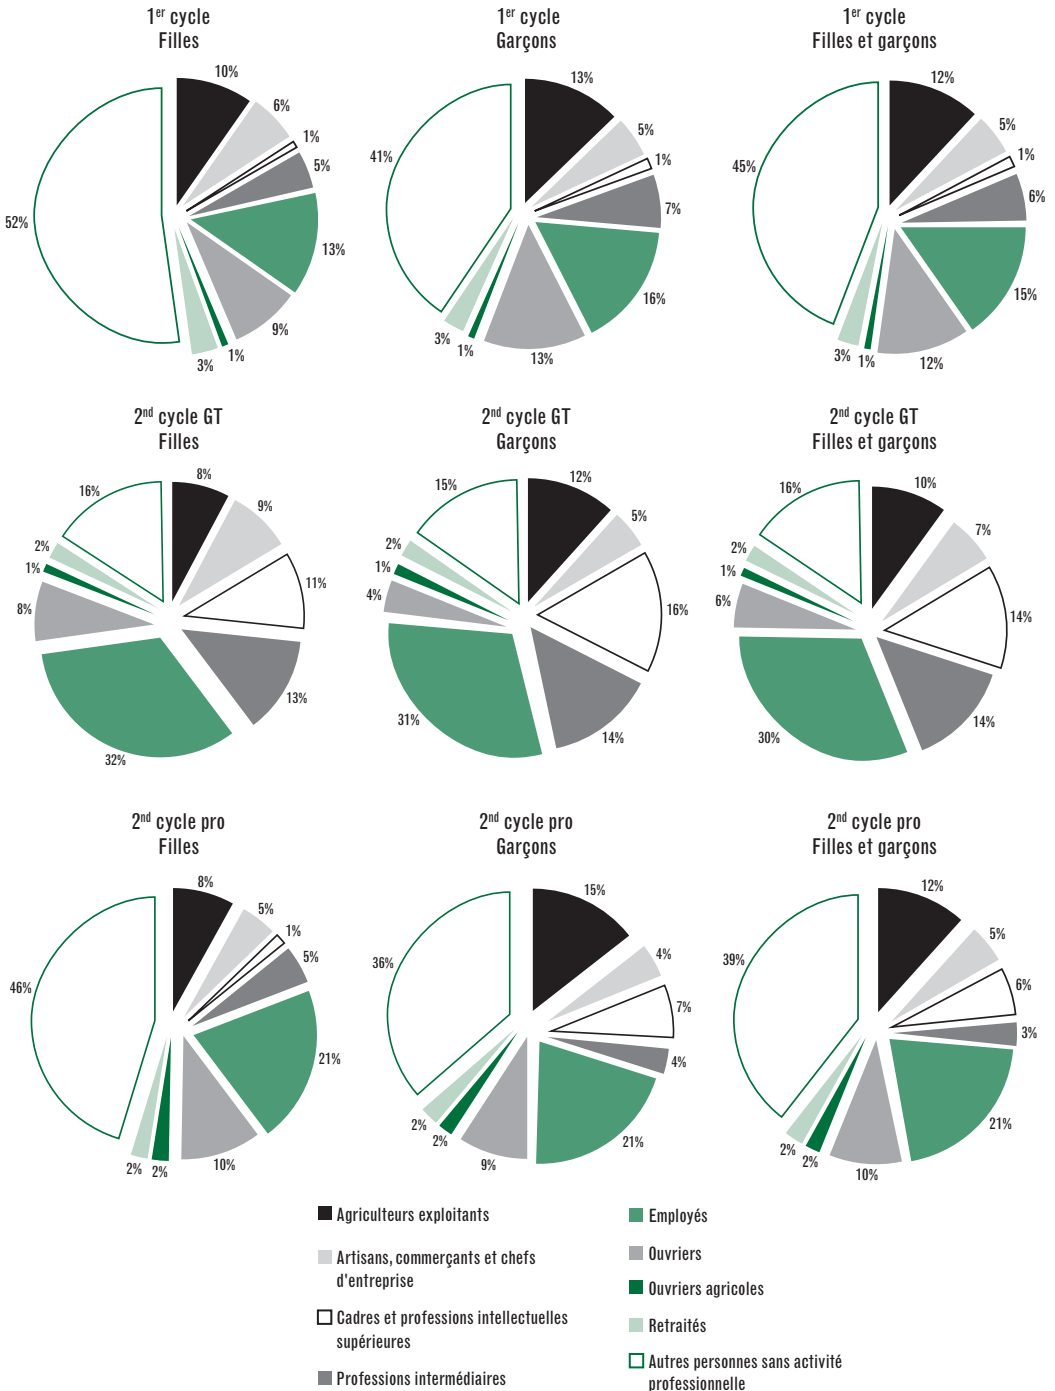 1er cycle
Filles
10%
6%
1%
5%
13%
9%
1%
3%
52%
1er cycle
Garçons
13%
5%
1%
7%
16%
13%
1%
3%
41%
1er cycle
Filles et garçons
12%
5%
1%
6%
15%
12%
1%
3%
45%
2nd cycle GT
Filles
8%
9%
11%
13%
32%
8%
1%
2%
16%
2nd cycle GT
Garçons
12%
5%
16%
14%
31%
4%
1%
2%
15%
2nd cycle GT
Filles et garçons
10%
7%
14%
14%
30%
6%
1%
2%
16%
2nd cycle pro
Filles
8%
5%
1%
5%
21%
10%
2%
2%
46%
2nd cycle pro
Garçons
15%
4%
7%
4%
21%
9%
2%
2%
36%
2nd cycle pro
Filles et garçons
12%
5%
6%
3%
21%
10%
2%
2%
39%
Agriculteurs exploitants
Artisans, commerçants et chefs
d'entreprise
Cadres et professions intellectuelles
supérieures
Professions intermédiaires
Employés
Ouvriers
Ouvriers agricoles
Retraités
Autres personnes sans activité
professionnelle